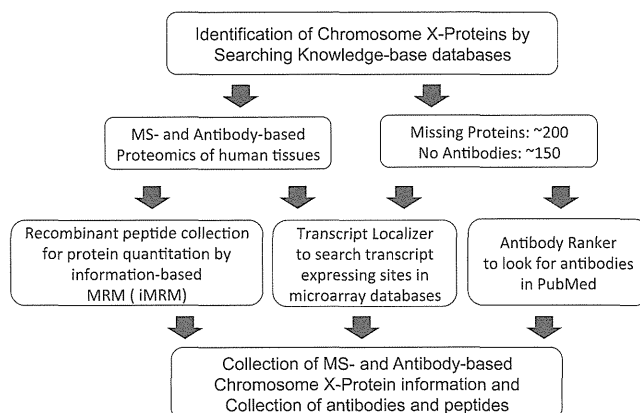 Identification of Chromosome X-Proteins by
Searching Knowledge-base databases
MS- and Antibody-based
Proteomics of human tissues
Missing Proteins: ~200
No Antibodies: ~150
Recombinant peptide collection
for protein quantitation by
information-based
MRM ( iMRM)
Transcript Localizer
to search transcript
expressing sites in
microarray databases
Antibody Ranker
to look for antibodies
in PubMed
Collection of MS- and Antibody-based
Chromosome X-Protein information and
Collection of antibodies and peptides